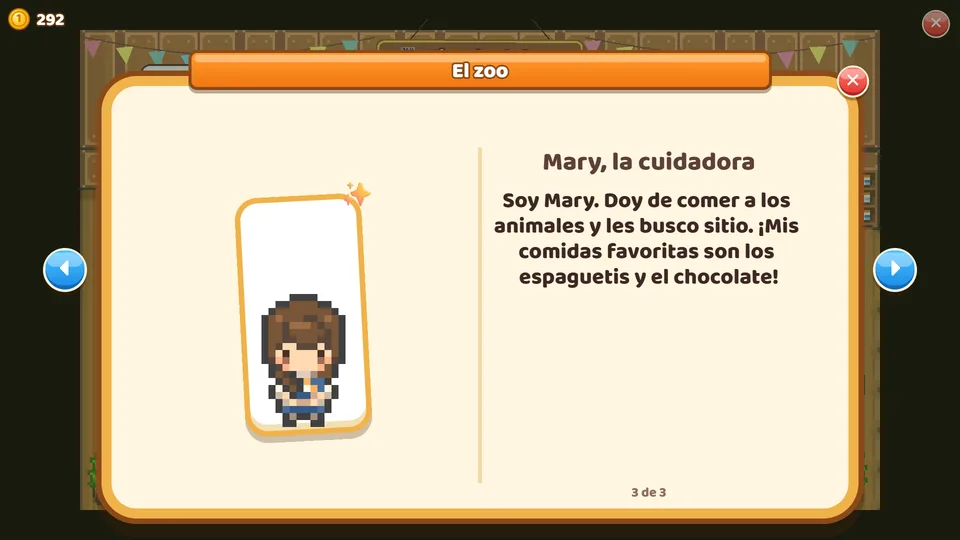 292
El zoo
Mary, la cuidadora
Soy Mary. Doy de comer a los
animales y les busco sitio. ¡Mis
comidas favoritas son los
espaguetis y el chocolate!
3 de 3